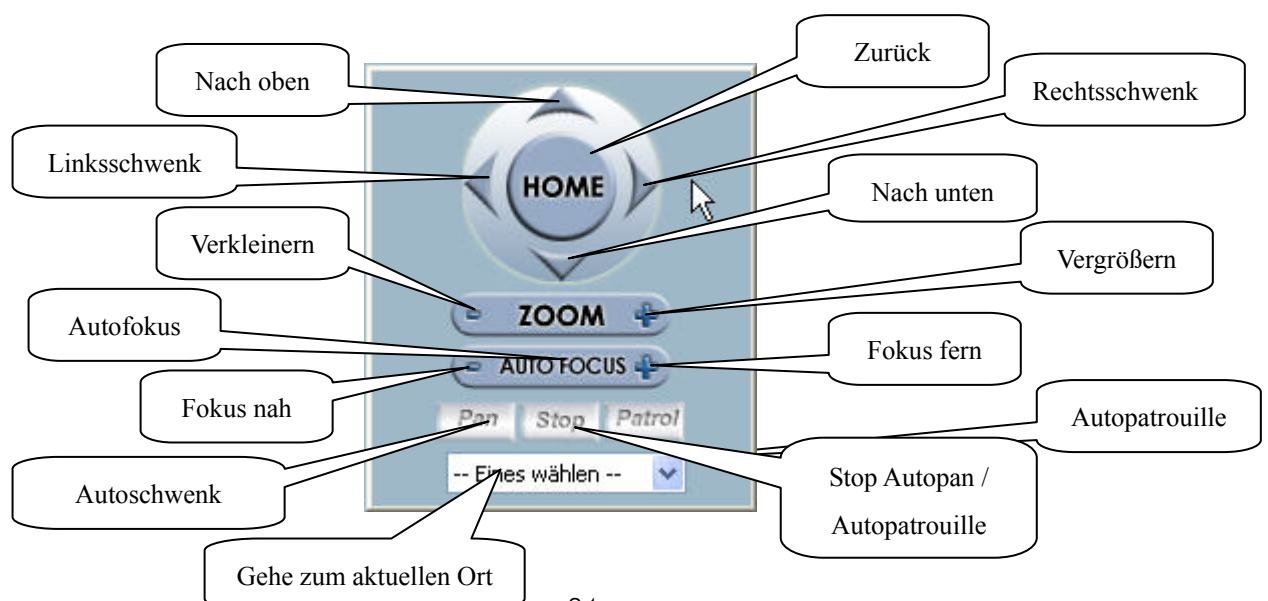 Zurück
Nach oben
Rechtsschwenk
Linksschwenk
HOME
Nach unten
Verkleinern
Vergrößern
ZOOM
Autofokus
AUTO FOCUS
Fokus fern
Fokus nah
Pan Stop Patrol
Autopatrouille
-- Eines wählen --
Stop Autopan /
Autopatrouille
Autoschwenk
Gehe zum aktuellen Ort